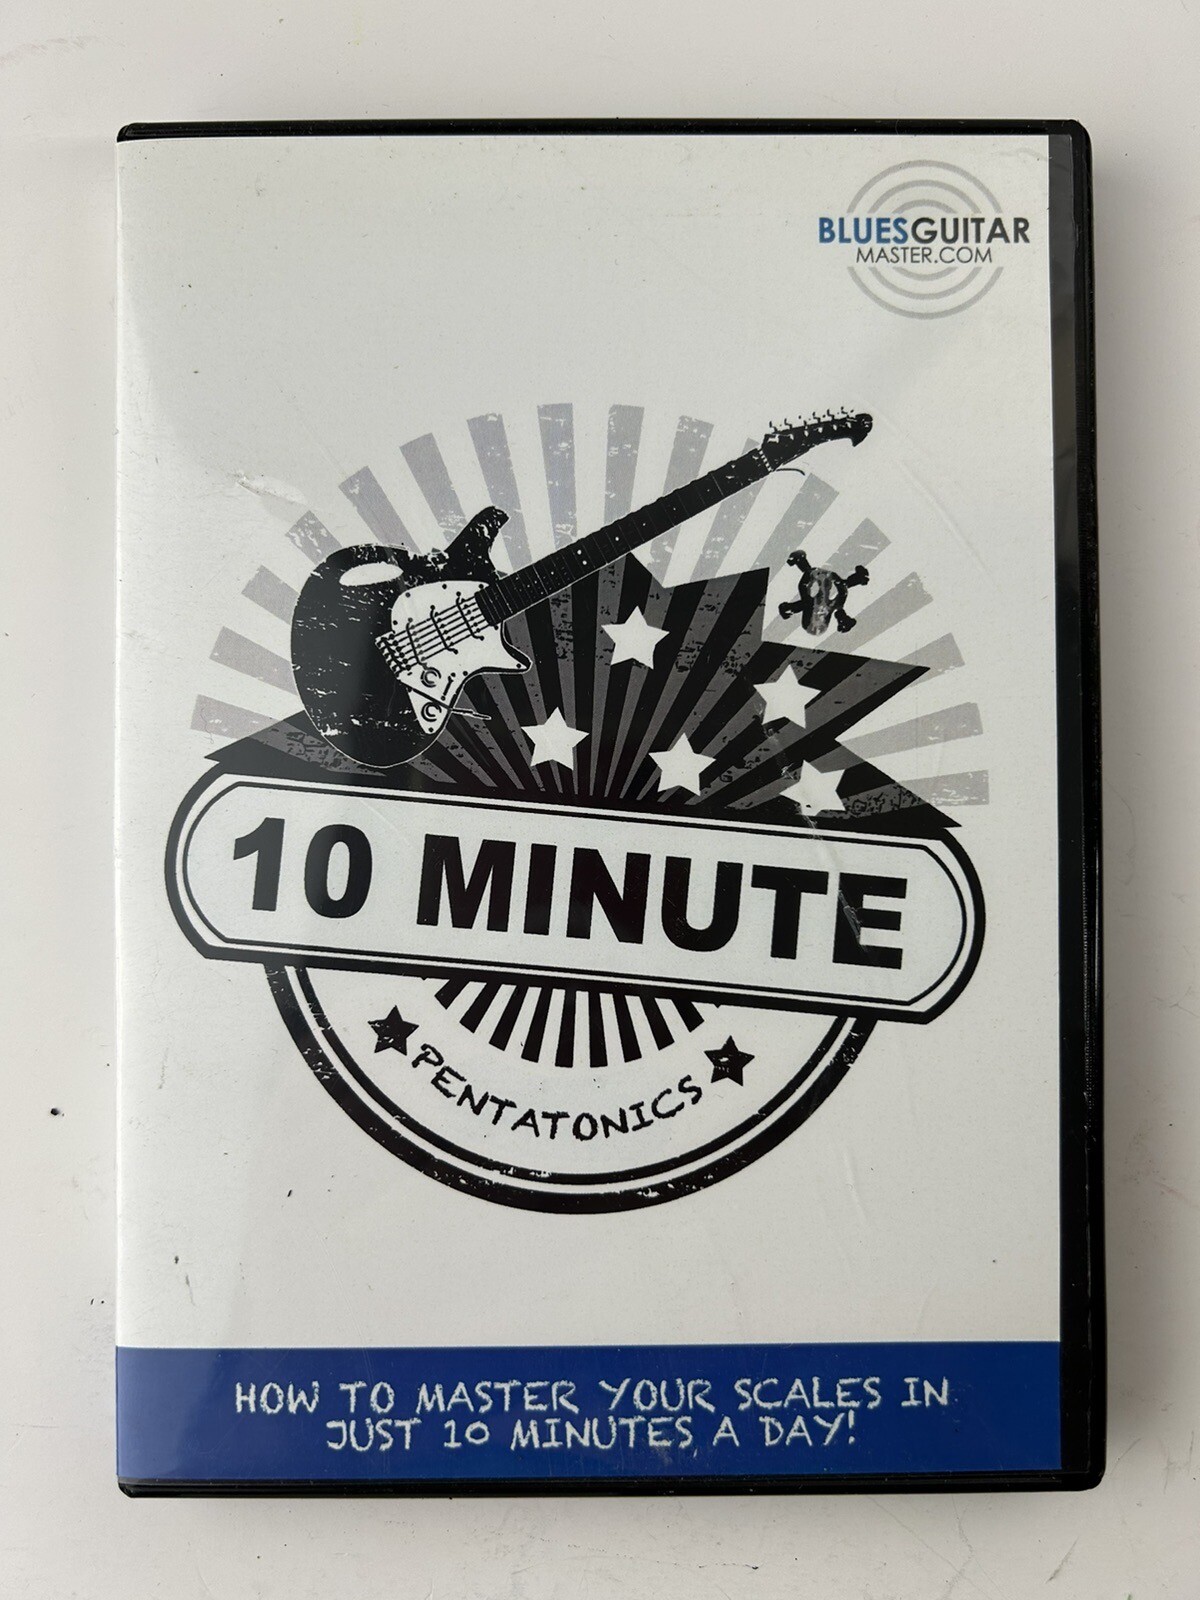 BLUESGUITAR
MASTER.COM
10 MINUTE
PENTATONICS
HOW TO MASTER YOUR SCALES IN
JUST 10 MINUTES A DAY!